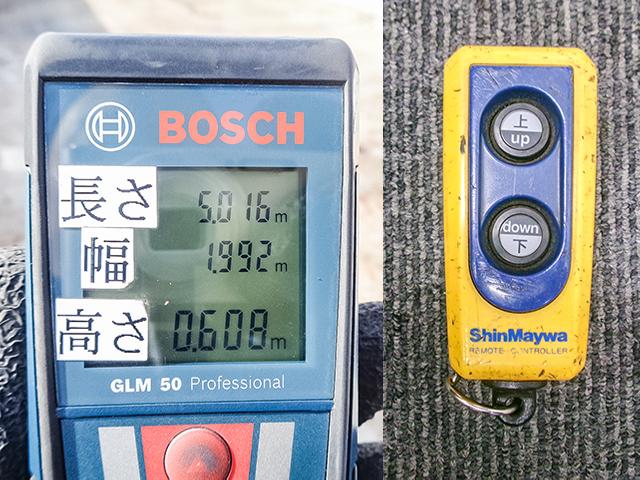 BOSCH
長さ 5.016m
幅 1.992m
高さ 0.608m
GLM 50 Professional
上
up
down
下
ShinMaywa
REMOTE CONTROLLER